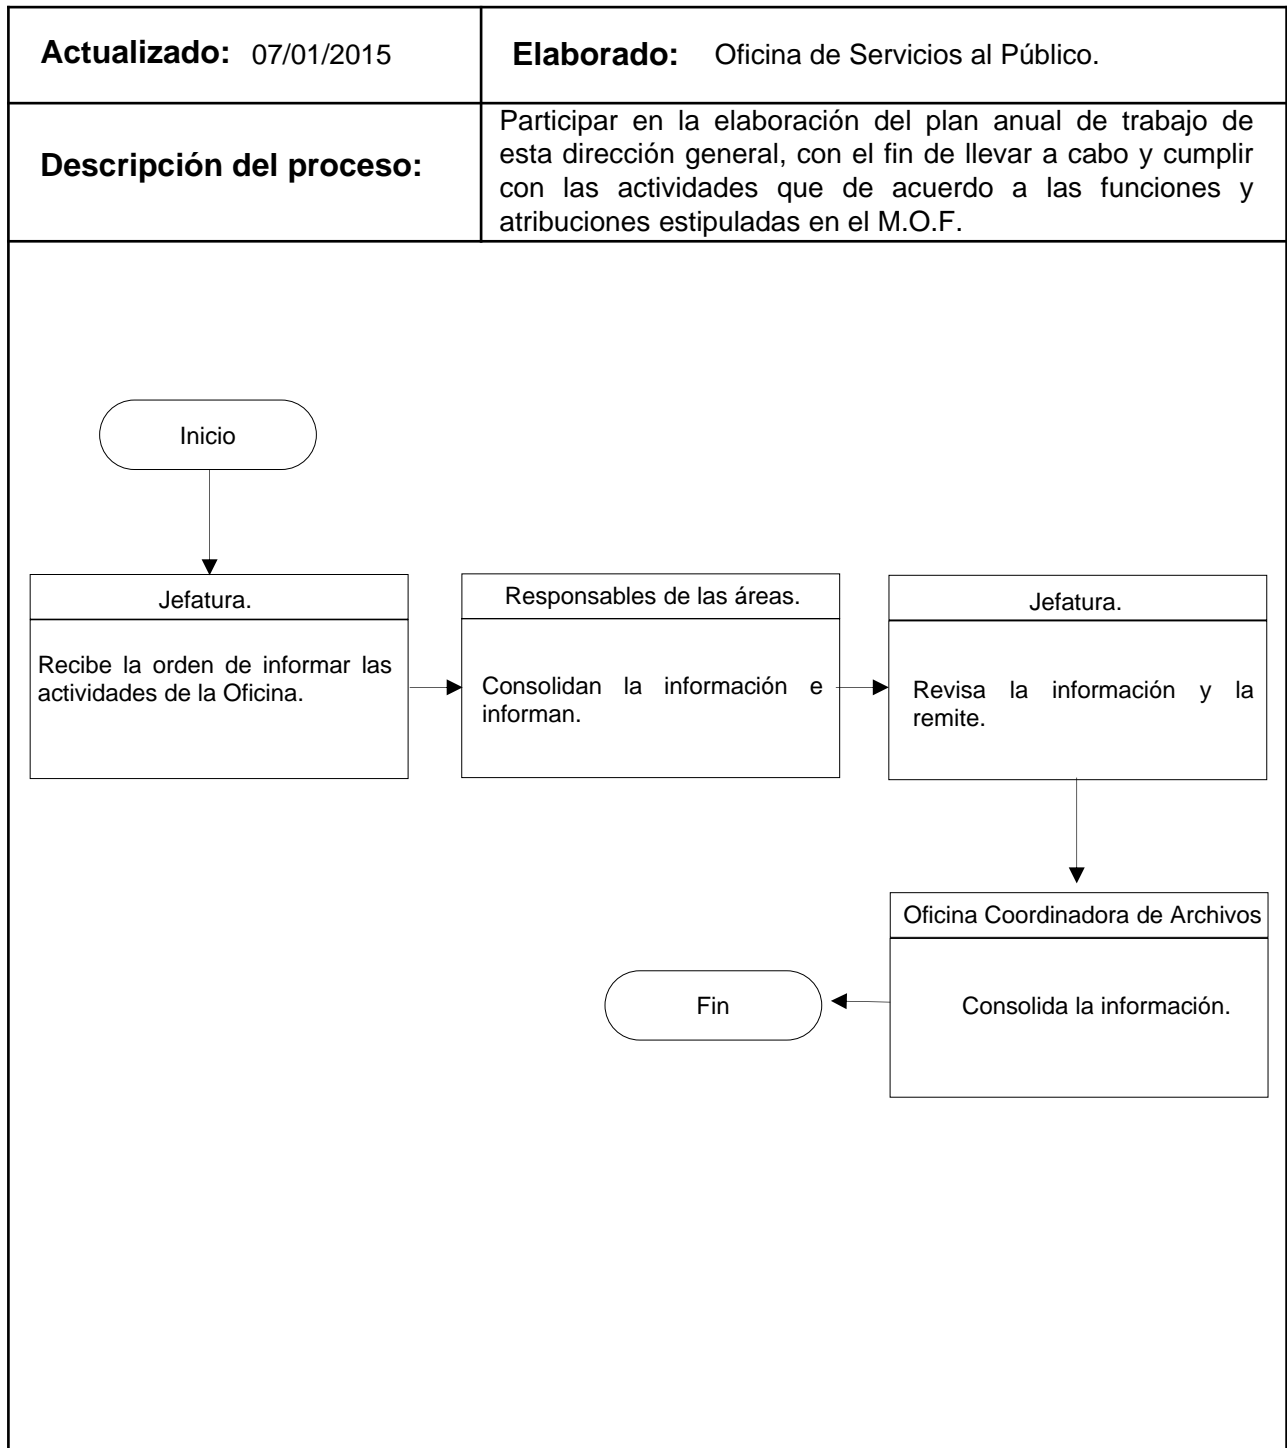 Actualizado: 07/01/2015
Elaborado: Oficina de Servicios al Público.
Descripción del proceso:
Participar en la elaboración del plan anual de trabajo de
esta dirección general, con el fin de llevar a cabo y cumplir
con las actividades que de acuerdo a las funciones y
atribuciones estipuladas en el M.O.F.
Inicio
Jefatura.
Recibe la orden de informar las
actividades de la Oficina.
Responsables de las áreas.
Consolidan la información e
informan.
Jefatura.
Revisa la información y la
remite.
Oficina Coordinadora de Archivos
Consolida la información.
Fin